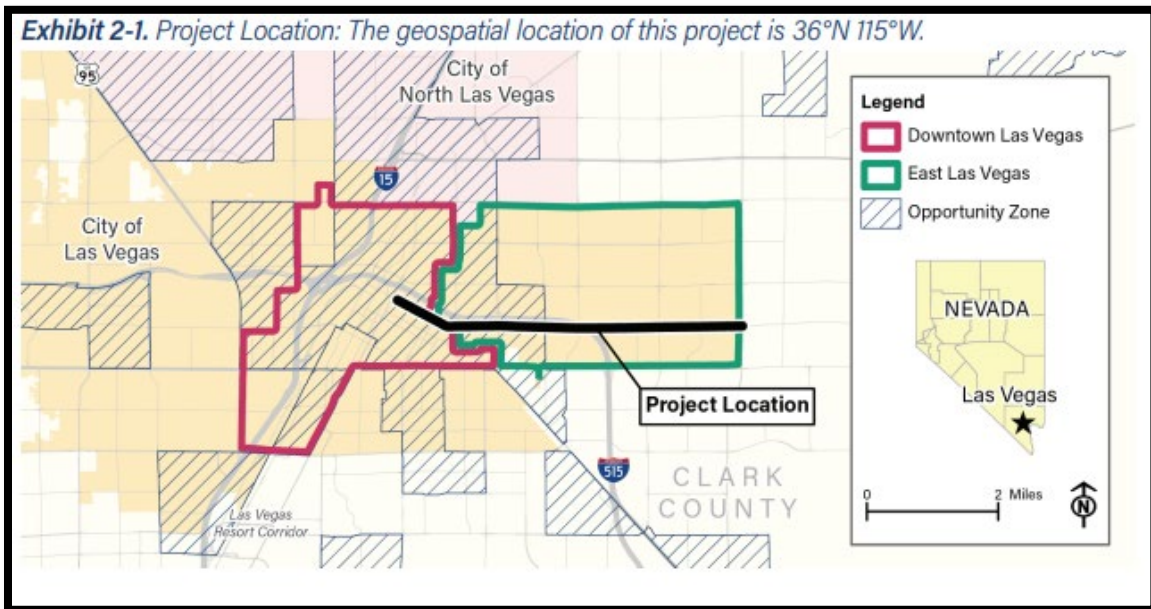 Exhibit 2-1. Project Location: The geospatial location of this project is 36°N 115°W.
95
City of
North Las Vegas
15
City of
Las Vegas
Project Location
515
CLARK
COUNTY
Las Vegas
Resort Corridor
Legend
Downtown Las Vegas
East Las Vegas
Opportunity Zone
NEVADA
Las Vegas
0 2 Miles
N